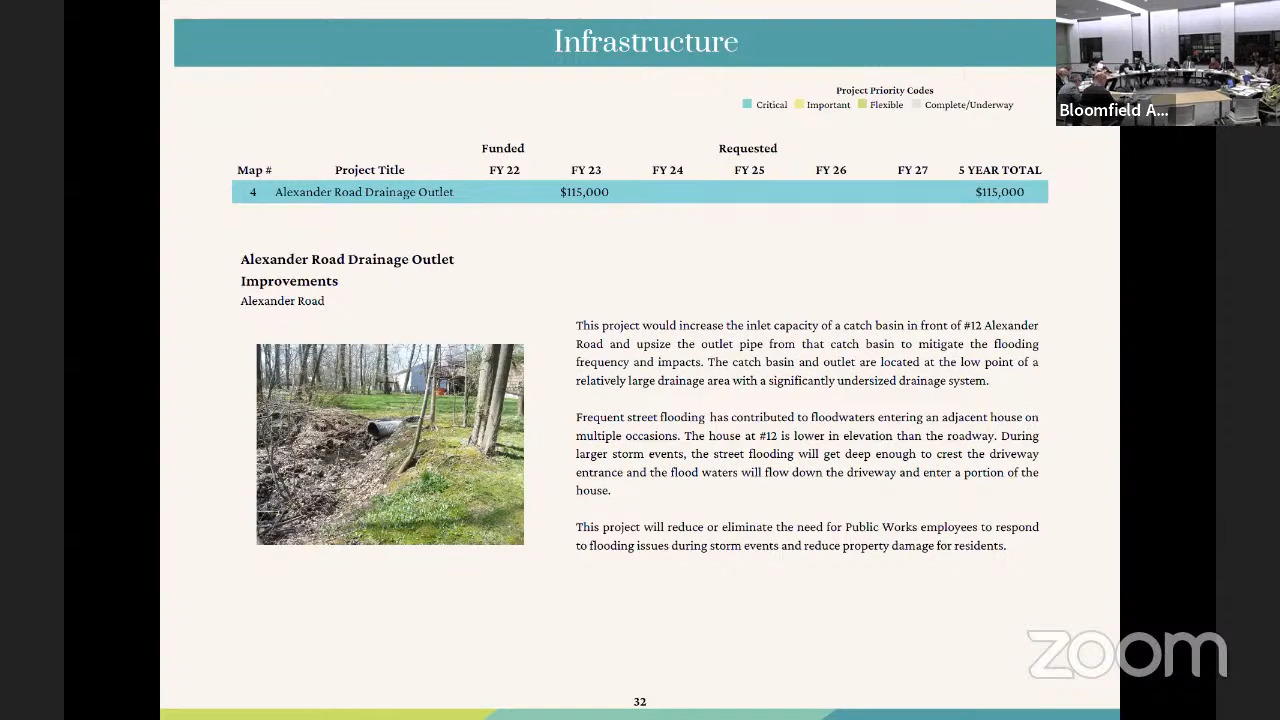 Infrastructure
Bloomfield A...
Project Priority Codes
Critical Important Flexible Complete/Underway
Funded Requested
Map # Project Title FY 22 FY 23 FY 24 FY 25 FY 26 FY 27 5 YEAR TOTAL
4 Alexander Road Drainage Outlet $115,000 $115,000
Alexander Road Drainage Outlet
Improvements
Alexander Road
This project would increase the inlet capacity of a catch basin in front of #12 Alexander
Road and upsize the outlet pipe from that catch basin to mitigate the flooding
frequency and impacts. The catch basin and outlet are located at the low point of a
relatively large drainage area with a significantly undersized drainage system.
Frequent street flooding has contributed to floodwaters entering an adjacent house on
multiple occasions. The house at #12 is lower in elevation than the roadway. During
larger storm events, the street flooding will get deep enough to crest the driveway
entrance and the flood waters will flow down the driveway and enter a portion of the
house.
This project will reduce or eliminate the need for Public Works employees to respond
to flooding issues during storm events and reduce property damage for residents.
zoom
32